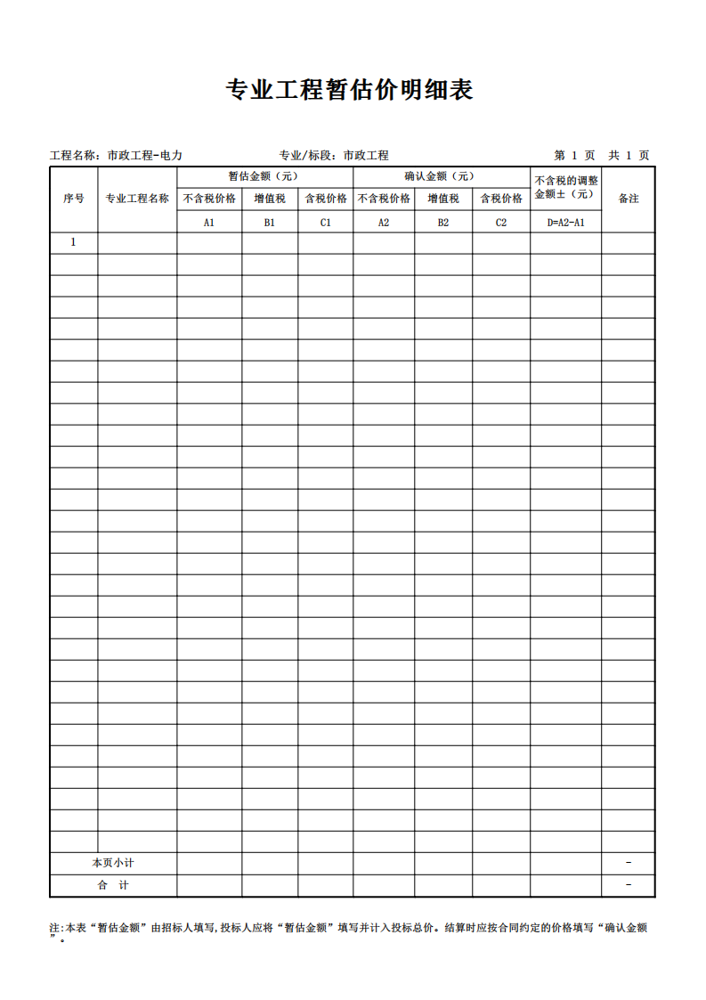 专业工程暂估价明细表
工程名称：市政工程-电力 专业/标段：市政工程 第 1 页 共 1 页
序号 专业工程名称 暂估金额（元） 确认金额（元） 不含税的调整金额±（元） 备注
不含税价格 增值税 含税价格 不含税价格 增值税 含税价格
A1 B1 C1 A2 B2 C2 D=A2-A1
1
本页小计 -
合 计 -
注:本表“暂估金额”由招标人填写,投标人应将“暂估金额”填写并计入投标总价。结算时应按合同约定的价格填写“确认金额
”。